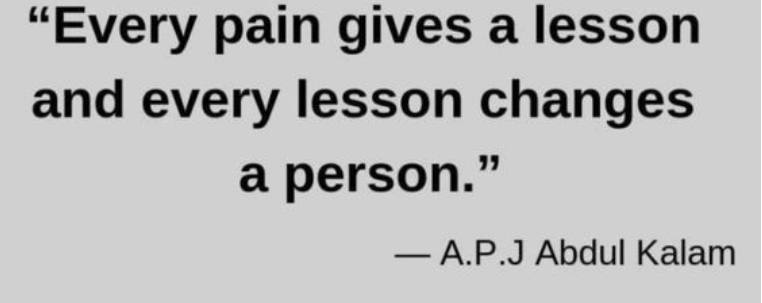 “Every pain gives a lesson
and every lesson changes
a person.”
— A.P.J Abdul Kalam